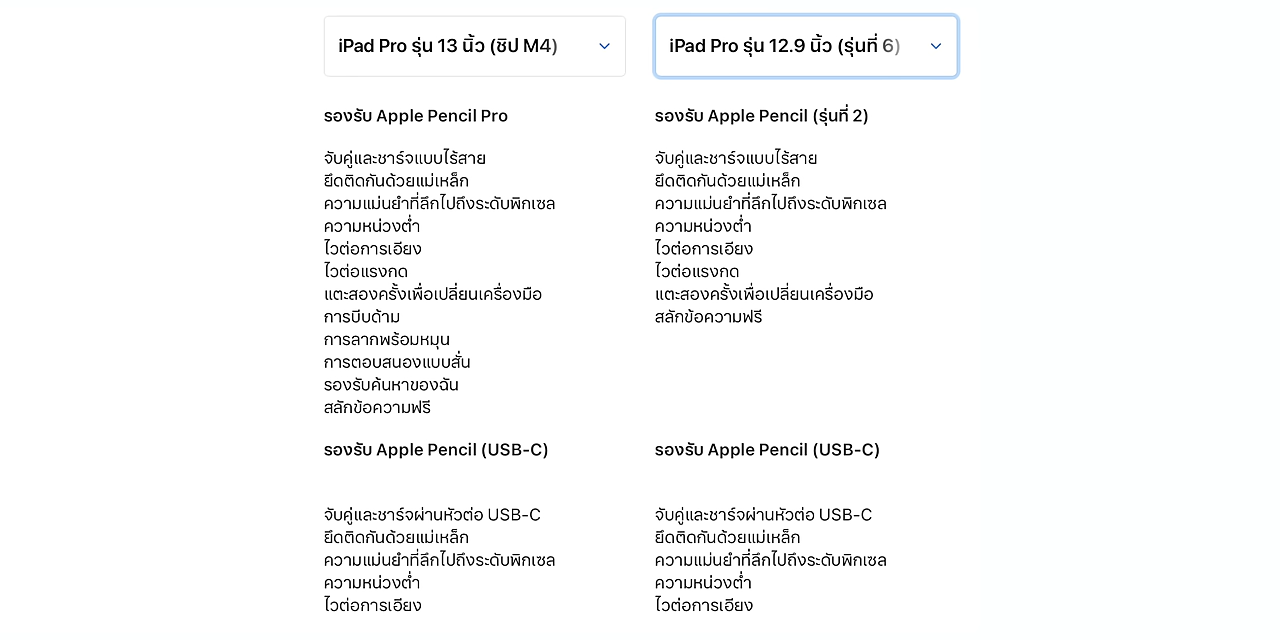 iPad Pro รุ่น 13 นิ้ว (ชิป M4)
iPad Pro รุ่น 12.9 นิ้ว (รุ่นที่ 6)
รองรับ Apple Pencil Pro
จับคู่และชาร์จแบบไร้สาย
ยึดติดกันด้วยแม่เหล็ก
ความแม่นยำที่ลึกไปถึงระดับพิกเซล
ความหน่วงต่ำ
ไวต่อการเอียง
ไวต่อแรงกด
แตะสองครั้งเพื่อเปลี่ยนเครื่องมือ
การบีบด้าม
การลากพร้อมหมุน
การตอบสนองแบบสั่น
รองรับค้นหาของฉัน
สลักข้อความฟรี
รองรับ Apple Pencil (รุ่นที่ 2)
จับคู่และชาร์จแบบไร้สาย
ยึดติดกันด้วยแม่เหล็ก
ความแม่นยำที่ลึกไปถึงระดับพิกเซล
ความหน่วงต่ำ
ไวต่อการเอียง
ไวต่อแรงกด
แตะสองครั้งเพื่อเปลี่ยนเครื่องมือ
สลักข้อความฟรี
รองรับ Apple Pencil (USB-C)
จับคู่และชาร์จผ่านหัวต่อ USB-C
ยึดติดกันด้วยแม่เหล็ก
ความแม่นยำที่ลึกไปถึงระดับพิกเซล
ความหน่วงต่ำ
ไวต่อการเอียง
รองรับ Apple Pencil (USB-C)
จับคู่และชาร์จผ่านหัวต่อ USB-C
ยึดติดกันด้วยแม่เหล็ก
ความแม่นยำที่ลึกไปถึงระดับพิกเซล
ความหน่วงต่ำ
ไวต่อการเอียง